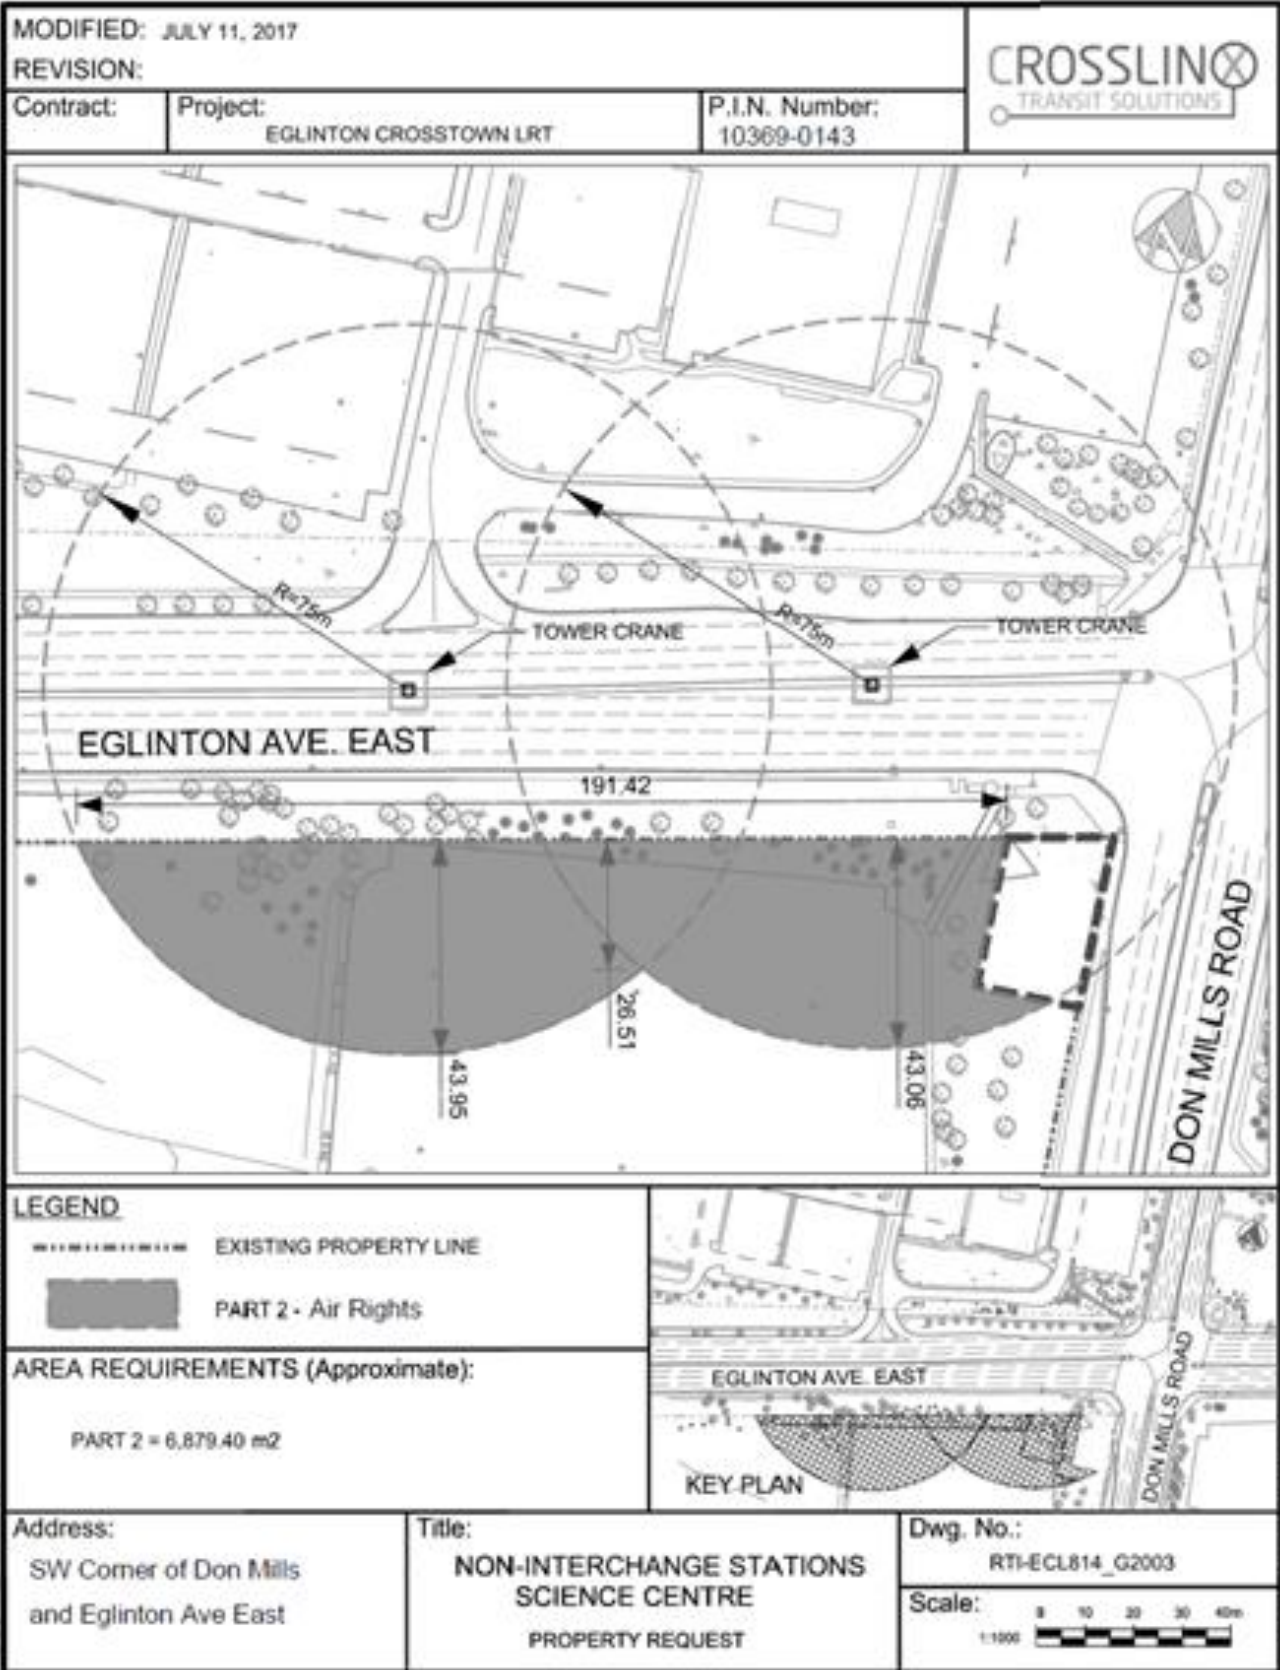 MODIFIED: JULY 11, 2017
REVISION:
CROSSLINX
TRANSIT SOLUTIONS
Contract:
Project:
EGLINTON CROSSTOWN LRT
P.I.N. Number:
10369-0143
R=75m
R=75m
TOWER CRANE
TOWER CRANE
EGLINTON AVE. EAST
191.42
26.51
43.95
43.06
DON MILLS ROAD
LEGEND
EXISTING PROPERTY LINE
PART 2 - Air Rights
AREA REQUIREMENTS (Approximate):
PART 2 = 6,879.40 m2
EGLINTON AVE. EAST
DON MILLS ROAD
KEY PLAN
Address:
SW Corner of Don Mills
and Eglinton Ave East
Title:
NON-INTERCHANGE STATIONS
SCIENCE CENTRE
PROPERTY REQUEST
Dwg. No.:
RTI-ECL814_G2003
Scale:
10 20 30 40m
1:1000